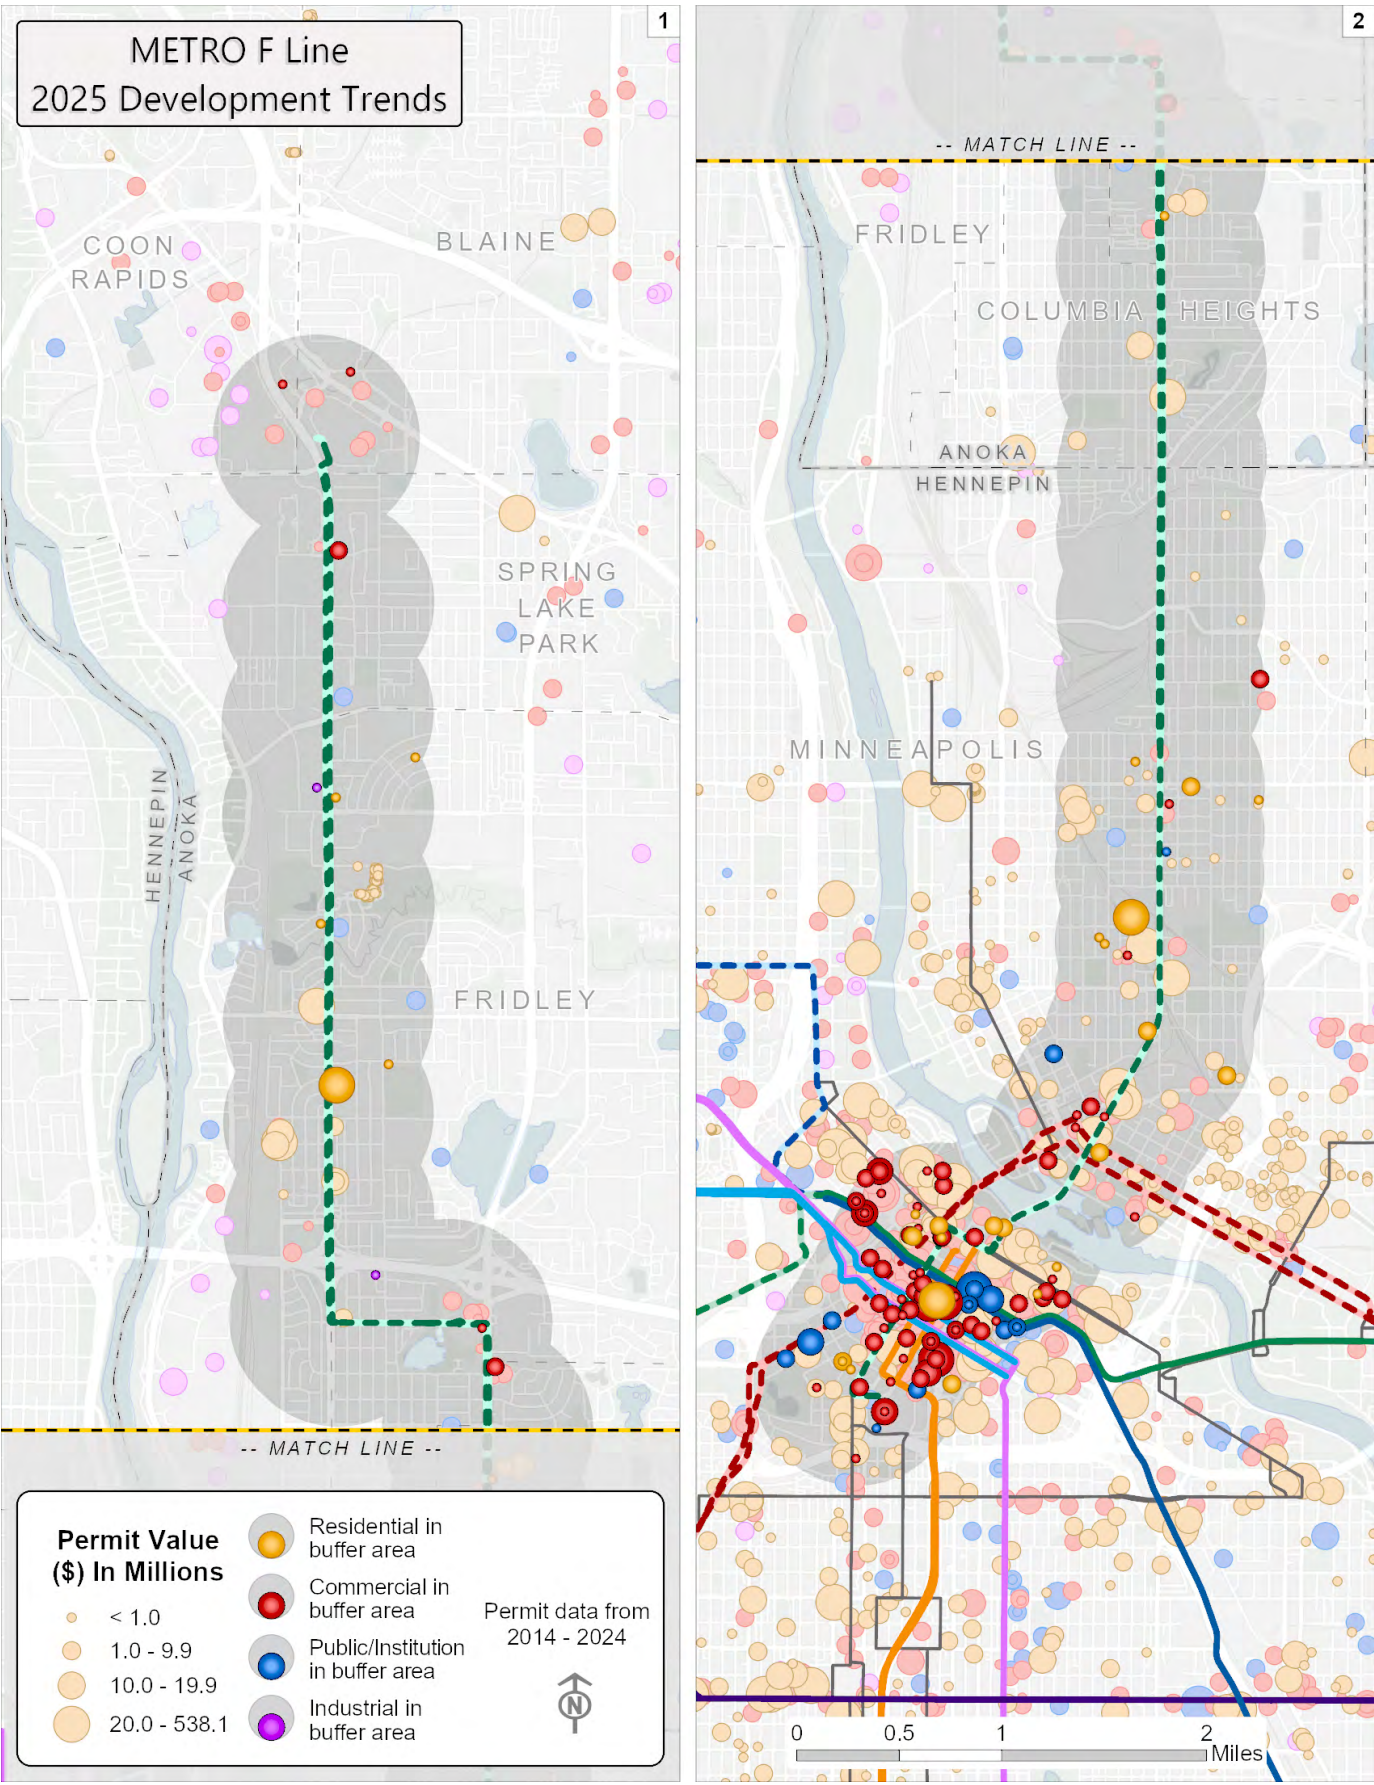 1
METRO F Line
2025 Development Trends
COON
RAPIDS
BLAINE
SPRING
LAKE
PARK
HENNEPIN
ANOKA
FRIDLEY
-- MATCH LINE --
Permit Value
($) In Millions
< 1.0
1.0 - 9.9
10.0 - 19.9
20.0 - 538.1
Residential in
buffer area
Commercial in
buffer area
Public/Institution
in buffer area
Industrial in
buffer area
Permit data from
2014 - 2024
N
2
-- MATCH LINE --
FRIDLEY
COLUMBIA HEIGHTS
ANOKA
HENNEPIN
MINNEAPOLIS
0 0.5 1 2
Miles